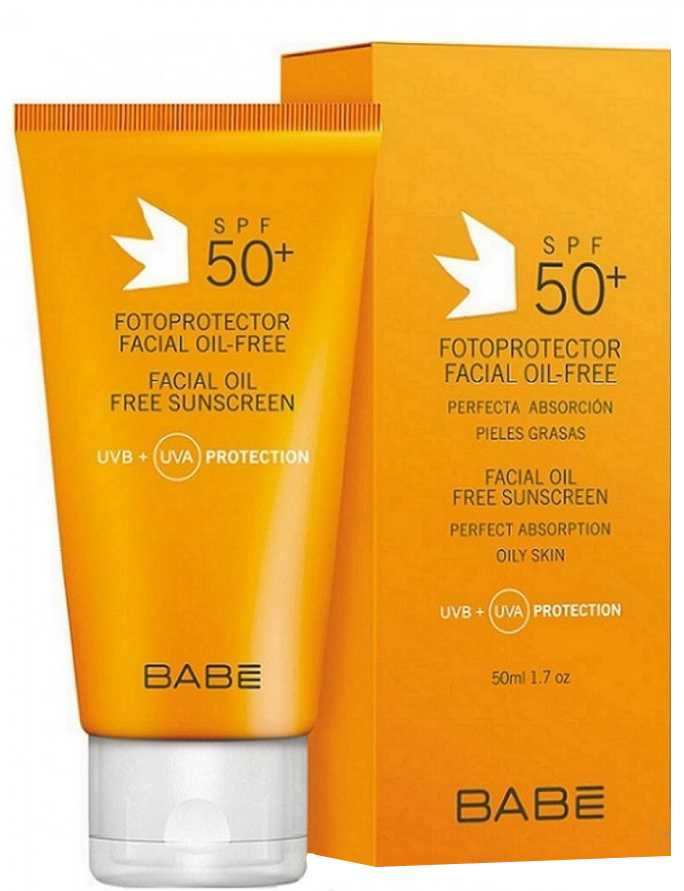 SPF
50+
FOTOPROTECTOR
FACIAL OIL-FREE
FACIAL OIL
FREE SUNSCREEN
UVB + UVA PROTECTION
BABÉ
SPF
50+
FOTOPROTECTOR
FACIAL OIL-FREE
PERFECTA ABSORCIÓN
PIELES GRASAS
FACIAL OIL
FREE SUNSCREEN
PERFECT ABSORPTION
OILY SKIN
UVB + UVA PROTECTION
50ml 1.7 oz
BABÉ